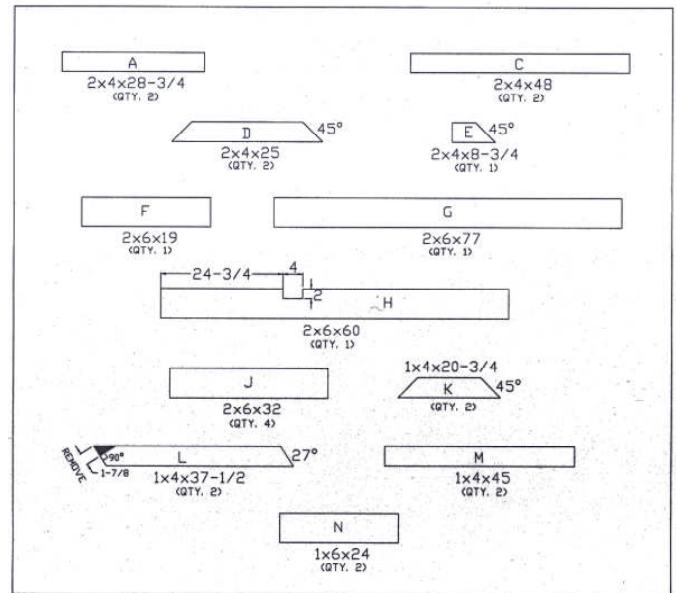 A
2x4x28-3/4
(QTY. 2)
C
2x4x48
(QTY. 2)
D
45°
2x4x25
(QTY. 2)
E
45°
2x4x8-3/4
(QTY. 1)
F
2x6x19
(QTY. 1)
G
2x6x77
(QTY. 1)
24-3/4
4
2
H
2x6x60
(QTY. 1)
J
2x6x32
(QTY. 4)
1x4x20-3/4
K
45°
(QTY. 2)
REMOVE
90°
1-7/8
L
27°
1x4x37-1/2
(QTY. 2)
M
1x4x45
(QTY. 2)
N
1x6x24
(QTY. 2)